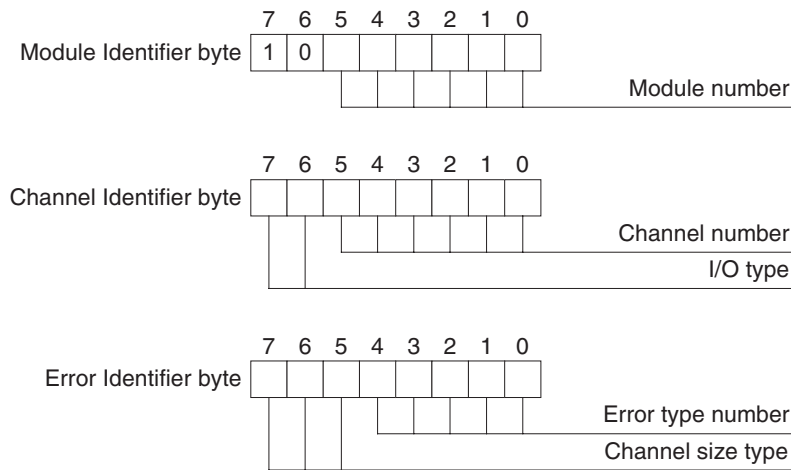 7 6 5 4 3 2 1 0
Module Identifier byte 1 0
Module number
7 6 5 4 3 2 1 0
Channel Identifier byte
Channel number
I/O type
7 6 5 4 3 2 1 0
Error Identifier byte
Error type number
Channel size type